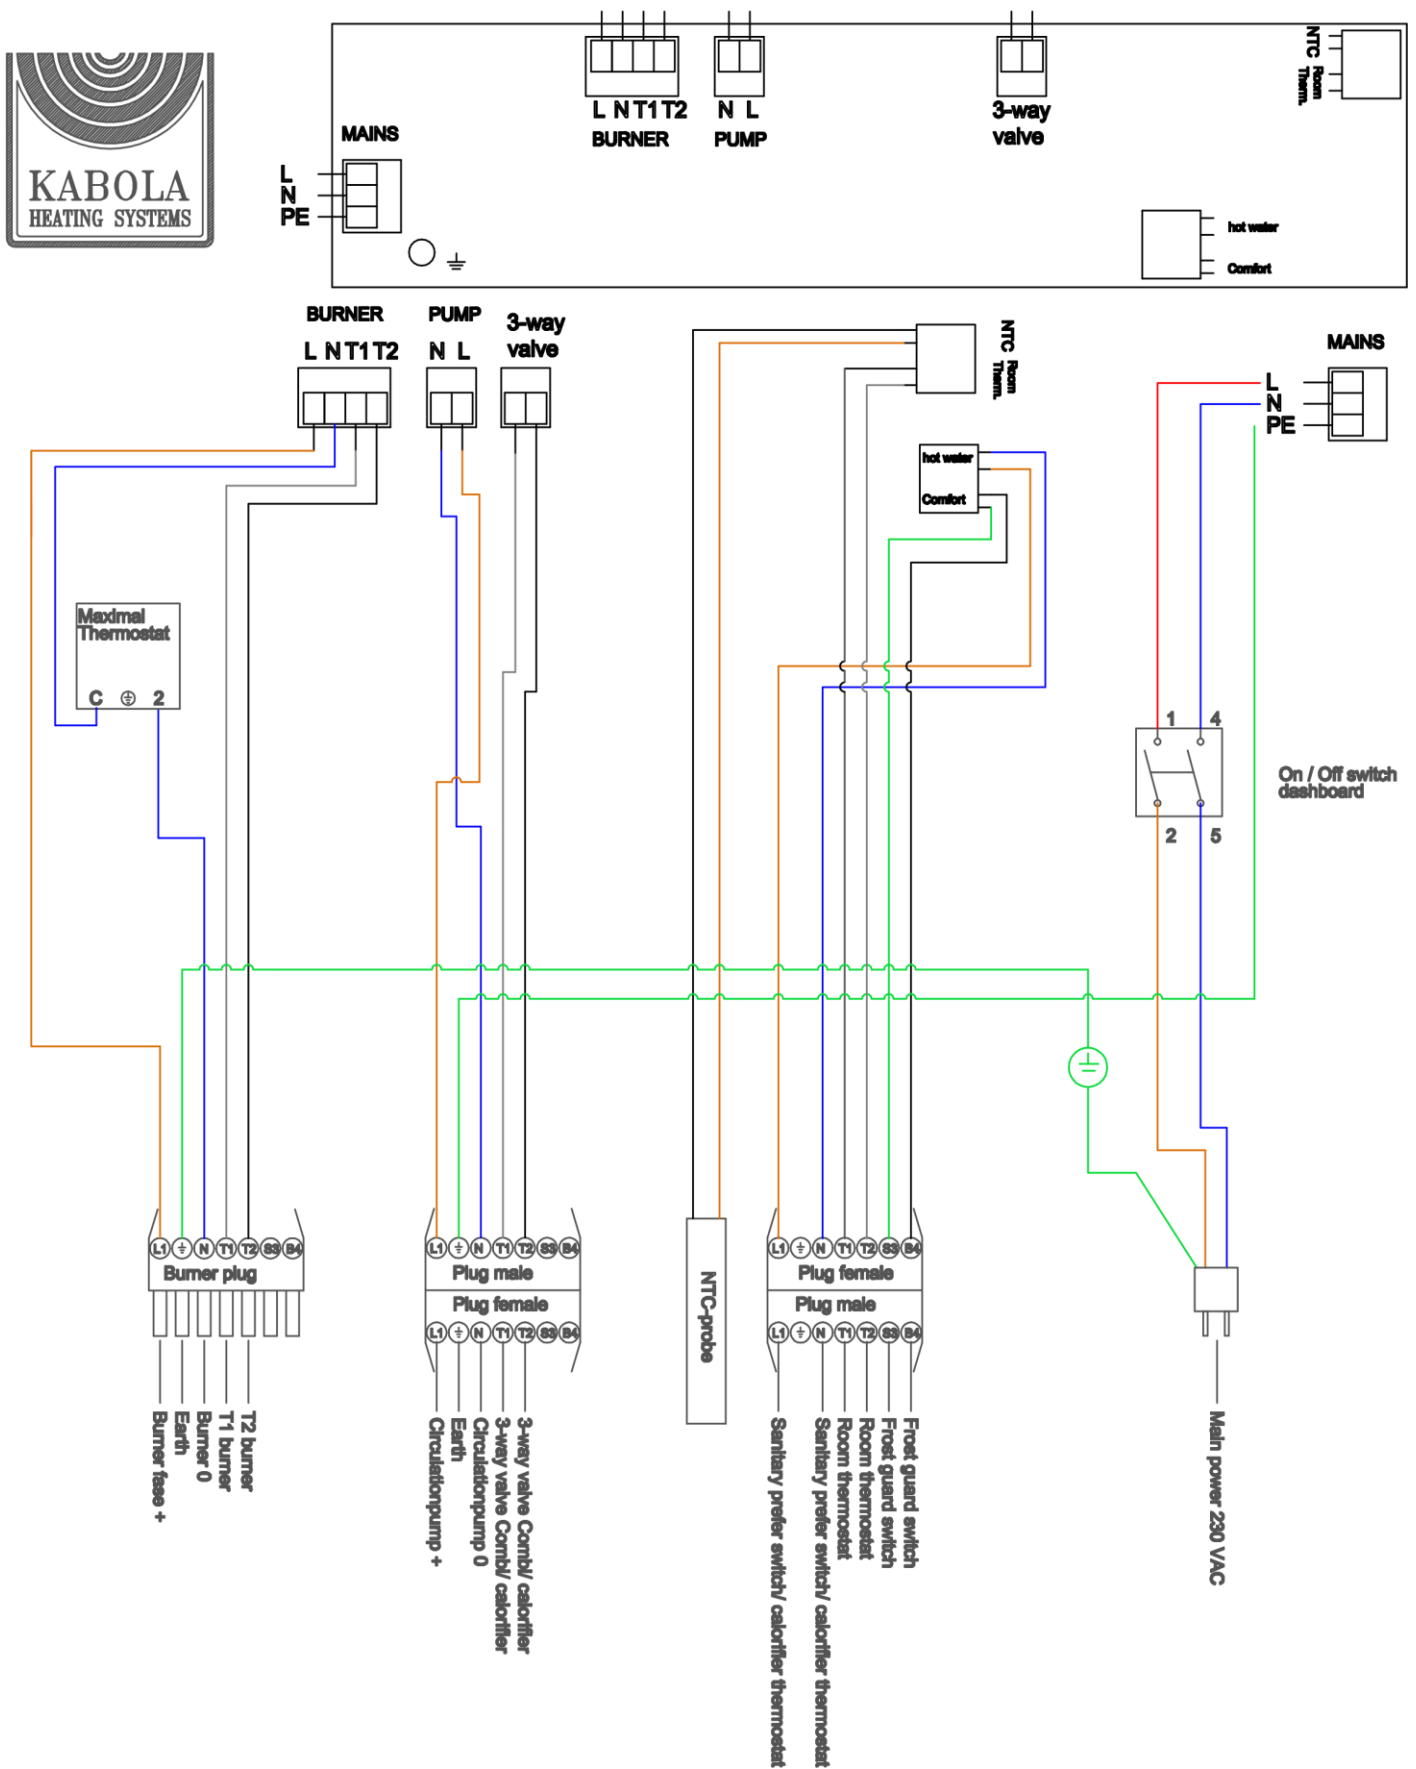 KABOLA
HEATING SYSTEMS
MAINS
L
N
PE
L N T1 T2
BURNER
N L
PUMP
3-way
valve
NTC
Room
Therm.
hot water
Comfort
BURNER
L N T1 T2
PUMP
N L
3-way
valve
NTC
Room
Therm.
hot water
Comfort
MAINS
L
N
PE
Maximal
Thermostat
C 2
1 4
On / Off switch
dashboard
2 5
L1 N T1 T2 S3 B4
Burner plug
L1 N T1 T2 S3 B4
Plug male
Plug female
L1 N T1 T2 S3 B4
NTC-probe
L1 N T1 T2 S3 B4
Plug female
Plug male
L1 N T1 T2 S3 B4
Burner fase +
Earth
Burner 0
T1 burner
T2 burner
Circulationpump +
Earth
Circulationpump 0
3-way valve Combi/ calorifier
3-way valve Combi/ calorifier
Sanitary prefer switch/ calorifier thermostat
Sanitary prefer switch/ calorifier thermostat
Room thermostat
Room thermostat
Frost guard switch
Frost guard switch
Main power 230 VAC